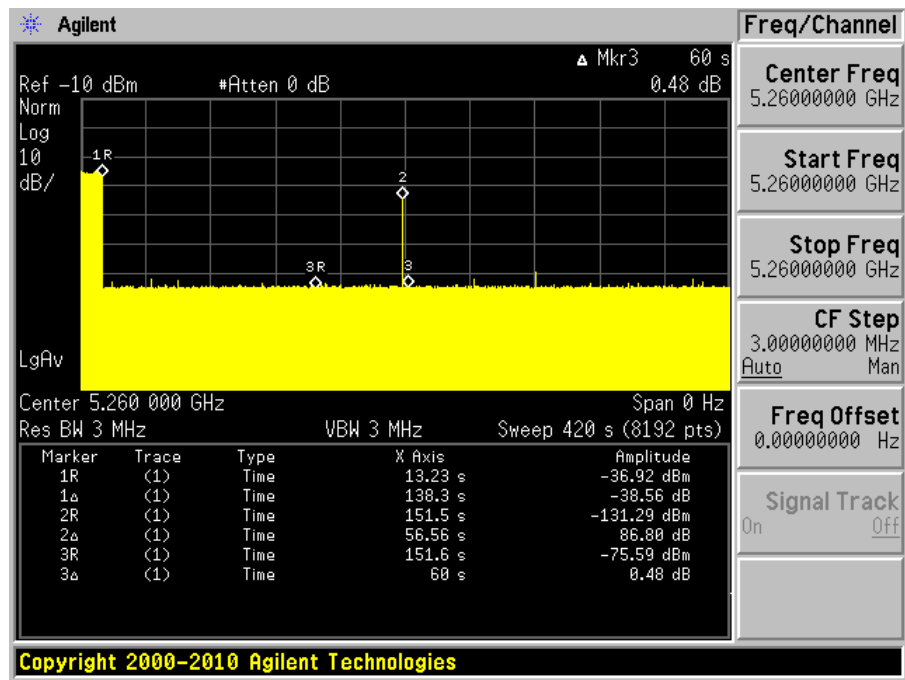 Agilent
Freq/Channel
▵ Mkr3 60 s
Ref -10 dBm #Atten 0 dB 0.48 dB
Norm
Log
10
dB/
1R
2
3R
3
LgAv
Center 5.260 000 GHz Span 0 Hz
Res BW 3 MHz VBW 3 MHz Sweep 420 s (8192 pts)
Marker Trace Type X Axis Amplitude
1R (1) Time 13.23 s -36.92 dBm
1▵ (1) Time 138.3 s -38.56 dB
2R (1) Time 151.5 s -131.29 dBm
2▵ (1) Time 56.56 s 86.80 dB
3R (1) Time 151.6 s -75.59 dBm
3▵ (1) Time 60 s 0.48 dB
Center Freq
5.26000000 GHz
Start Freq
5.26000000 GHz
Stop Freq
5.26000000 GHz
CF Step
3.00000000 MHz
Auto Man
Freq Offset
0.00000000 Hz
Signal Track
On Off
Copyright 2000-2010 Agilent Technologies